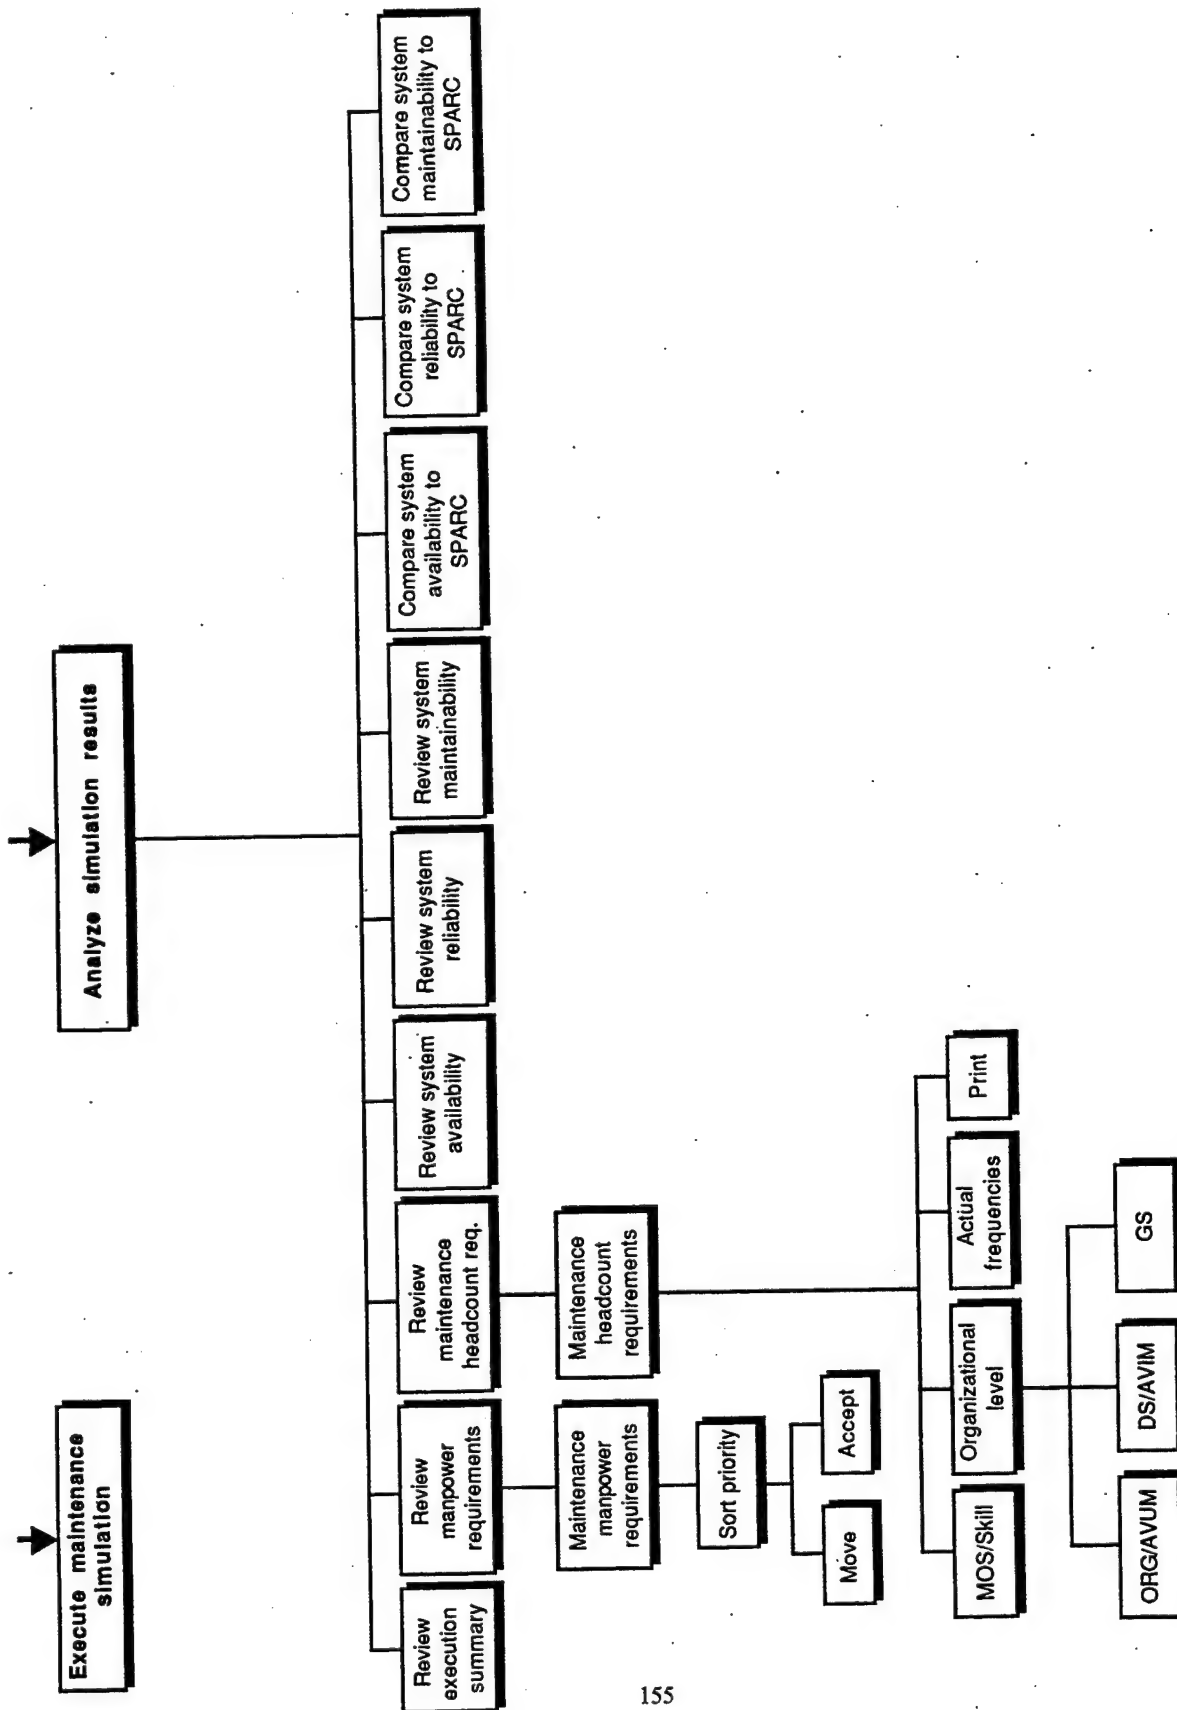 Execute maintenance
simulation
Analyze simulation results
Review
execution
summary
Review
manpower
requirements
Review
maintenance
headcount req.
Review system
availability
Review system
reliability
Review system
maintainability
Compare system
availability to
SPARC
Compare system
reliability to
SPARC
Compare system
maintainability to
SPARC
Maintenance
manpower
requirements
Maintenance
headcount
requirements
Sort priority
Move
Accept
MOS/Skill
Organizational
level
Actual
frequencies
Print
ORG/AVUM
DS/AVIM
GS
155